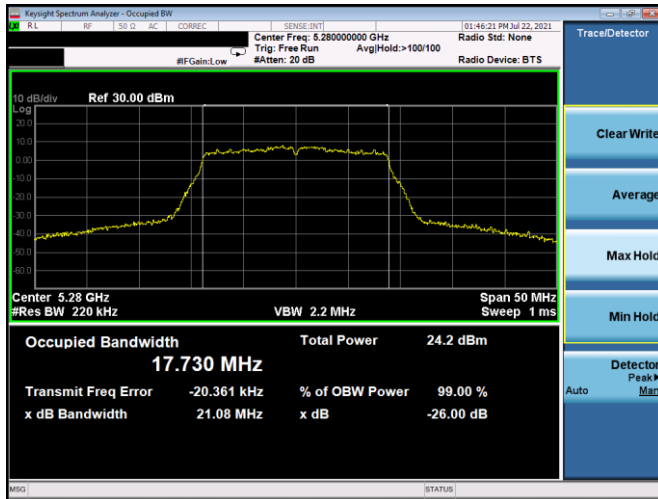 Keysight Spectrum Analyzer - Occupied BW
RL RF 50 Ω AC CORREC SENSE:INT 01:46:21 PM Jul 22, 2021
Center Freq: 5.280000000 GHz Radio Std: None
Trig: Free Run Avg|Hold:>100/100
#IFGain:Low #Atten: 20 dB Radio Device: BTS
10 dB/div Ref 30.00 dBm
Log
20.0
10.0
0.00
-10.0
-20.0
-30.0
-40.0
-50.0
-60.0
Center 5.28 GHz Span 50 MHz
#Res BW 220 kHz VBW 2.2 MHz Sweep 1 ms
Occupied Bandwidth Total Power 24.2 dBm
17.730 MHz
Transmit Freq Error -20.361 kHz % of OBW Power 99.00 %
x dB Bandwidth 21.08 MHz x dB -26.00 dB
MSG STATUS
Trace/Detector
Clear Write
Average
Max Hold
Min Hold
Detector
Peak
Auto Man